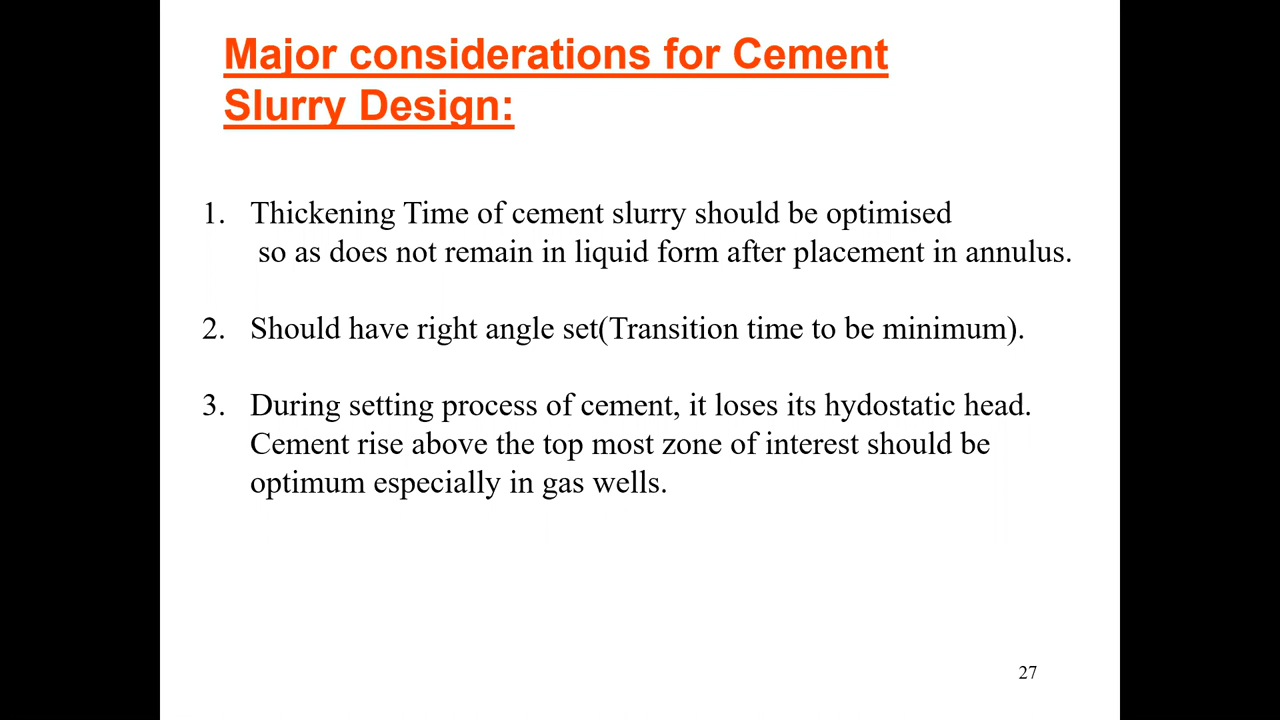 Major considerations for Cement
Slurry Design:
1. Thickening Time of cement slurry should be optimised
so as does not remain in liquid form after placement in annulus.
2. Should have right angle set(Transition time to be minimum).
3. During setting process of cement, it loses its hydostatic head.
Cement rise above the top most zone of interest should be
optimum especially in gas wells.
27